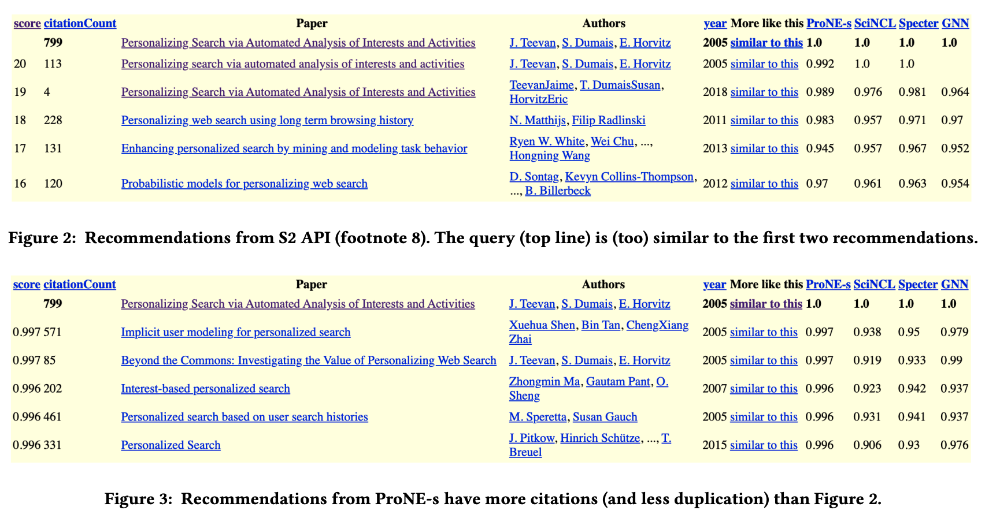 score citationCount Paper Authors year More like this ProNE-s SciNCL Specter GNN
799 Personalizing Search via Automated Analysis of Interests and Activities J. Teevan, S. Dumais, E. Horvitz 2005 similar to this 1.0 1.0 1.0 1.0
20 113 Personalizing search via automated analysis of interests and activities J. Teevan, S. Dumais, E. Horvitz 2005 similar to this 0.992 1.0 1.0
19 4 Personalizing Search via Automated Analysis of Interests and Activities TeevanJaime, T. DumaisSusan, HorvitzEric 2018 similar to this 0.989 0.976 0.981 0.964
18 228 Personalizing web search using long term browsing history N. Matthijs, Filip Radlinski 2011 similar to this 0.983 0.957 0.971 0.97
17 131 Enhancing personalized search by mining and modeling task behavior Ryen W. White, Wei Chu, ..., Hongning Wang 2013 similar to this 0.945 0.957 0.967 0.952
16 120 Probabilistic models for personalizing web search D. Sontag, Kevyn Collins-Thompson, ..., B. Billerbeck 2012 similar to this 0.97 0.961 0.963 0.954
Figure 2: Recommendations from S2 API (footnote 8). The query (top line) is (too) similar to the first two recommendations.
score citationCount Paper Authors year More like this ProNE-s SciNCL Specter GNN
799 Personalizing Search via Automated Analysis of Interests and Activities J. Teevan, S. Dumais, E. Horvitz 2005 similar to this 1.0 1.0 1.0 1.0
0.997 571 Implicit user modeling for personalized search Xuehua Shen, Bin Tan, ChengXiang Zhai 2005 similar to this 0.997 0.938 0.95 0.979
0.997 85 Beyond the Commons: Investigating the Value of Personalizing Web Search J. Teevan, S. Dumais, E. Horvitz 2005 similar to this 0.997 0.919 0.933 0.99
0.996 202 Interest-based personalized search Zhongmin Ma, Gautam Pant, O. Sheng 2007 similar to this 0.996 0.923 0.942 0.937
0.996 461 Personalized search based on user search histories M. Speretta, Susan Gauch 2005 similar to this 0.996 0.931 0.941 0.937
0.996 331 Personalized Search J. Pitkow, Hinrich Schütze, ..., T. Breuel 2015 similar to this 0.996 0.906 0.93 0.976
Figure 3: Recommendations from ProNE-s have more citations (and less duplication) than Figure 2.